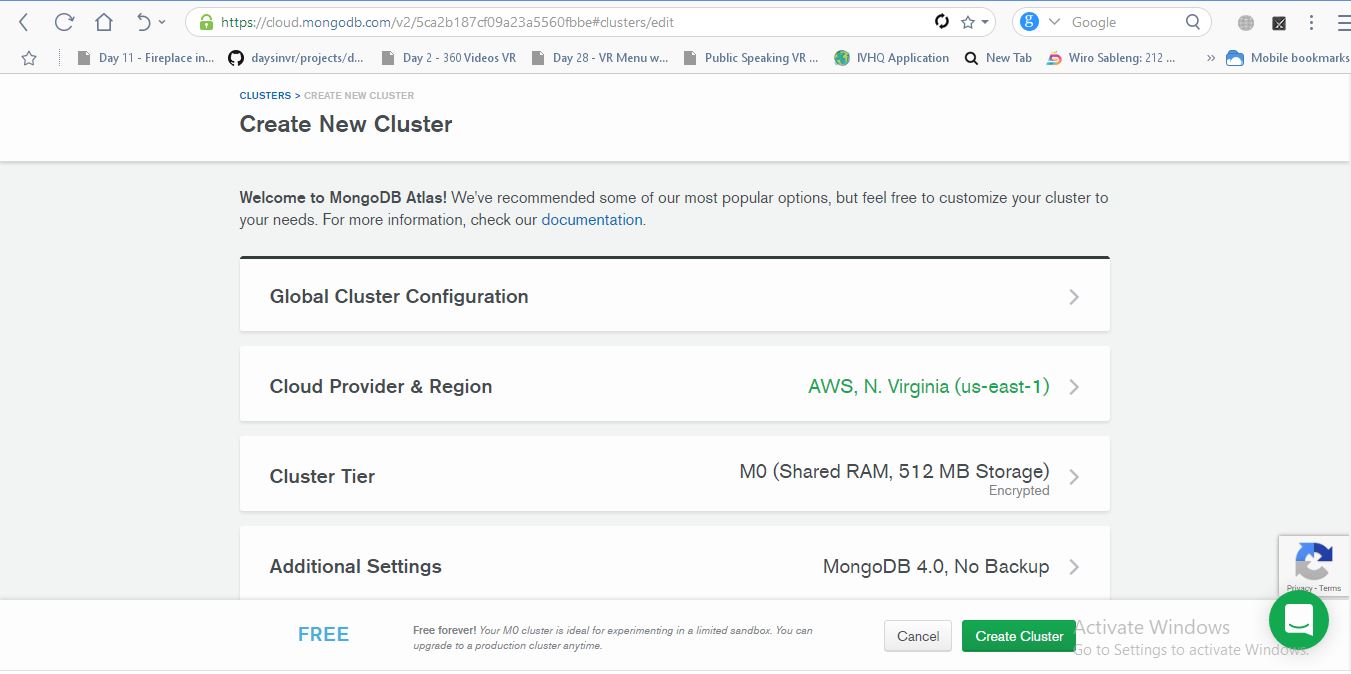 https://cloud.mongodb.com/v2/5ca2b187cf09a23a5560fbbe#clusters/edit
g Google
Day 11 - Fireplace in... daysinvr/projects/d... Day 2 - 360 Videos VR Day 28 - VR Menu w... Public Speaking VR ... IVHQ Application New Tab Wiro Sableng: 212 ... » Mobile bookmarks
CLUSTERS > CREATE NEW CLUSTER
Create New Cluster
Welcome to MongoDB Atlas! We've recommended some of our most popular options, but feel free to customize your cluster to
your needs. For more information, check our documentation.
Global Cluster Configuration
Cloud Provider & Region AWS, N. Virginia (us-east-1)
Cluster Tier M0 (Shared RAM, 512 MB Storage)
Encrypted
Additional Settings MongoDB 4.0, No Backup
Privacy - Terms
FREE
Free forever! Your M0 cluster is ideal for experimenting in a limited sandbox. You can
upgrade to a production cluster anytime.
Cancel
Create Cluster
Activate Windows
Go to Settings to activate Windows.